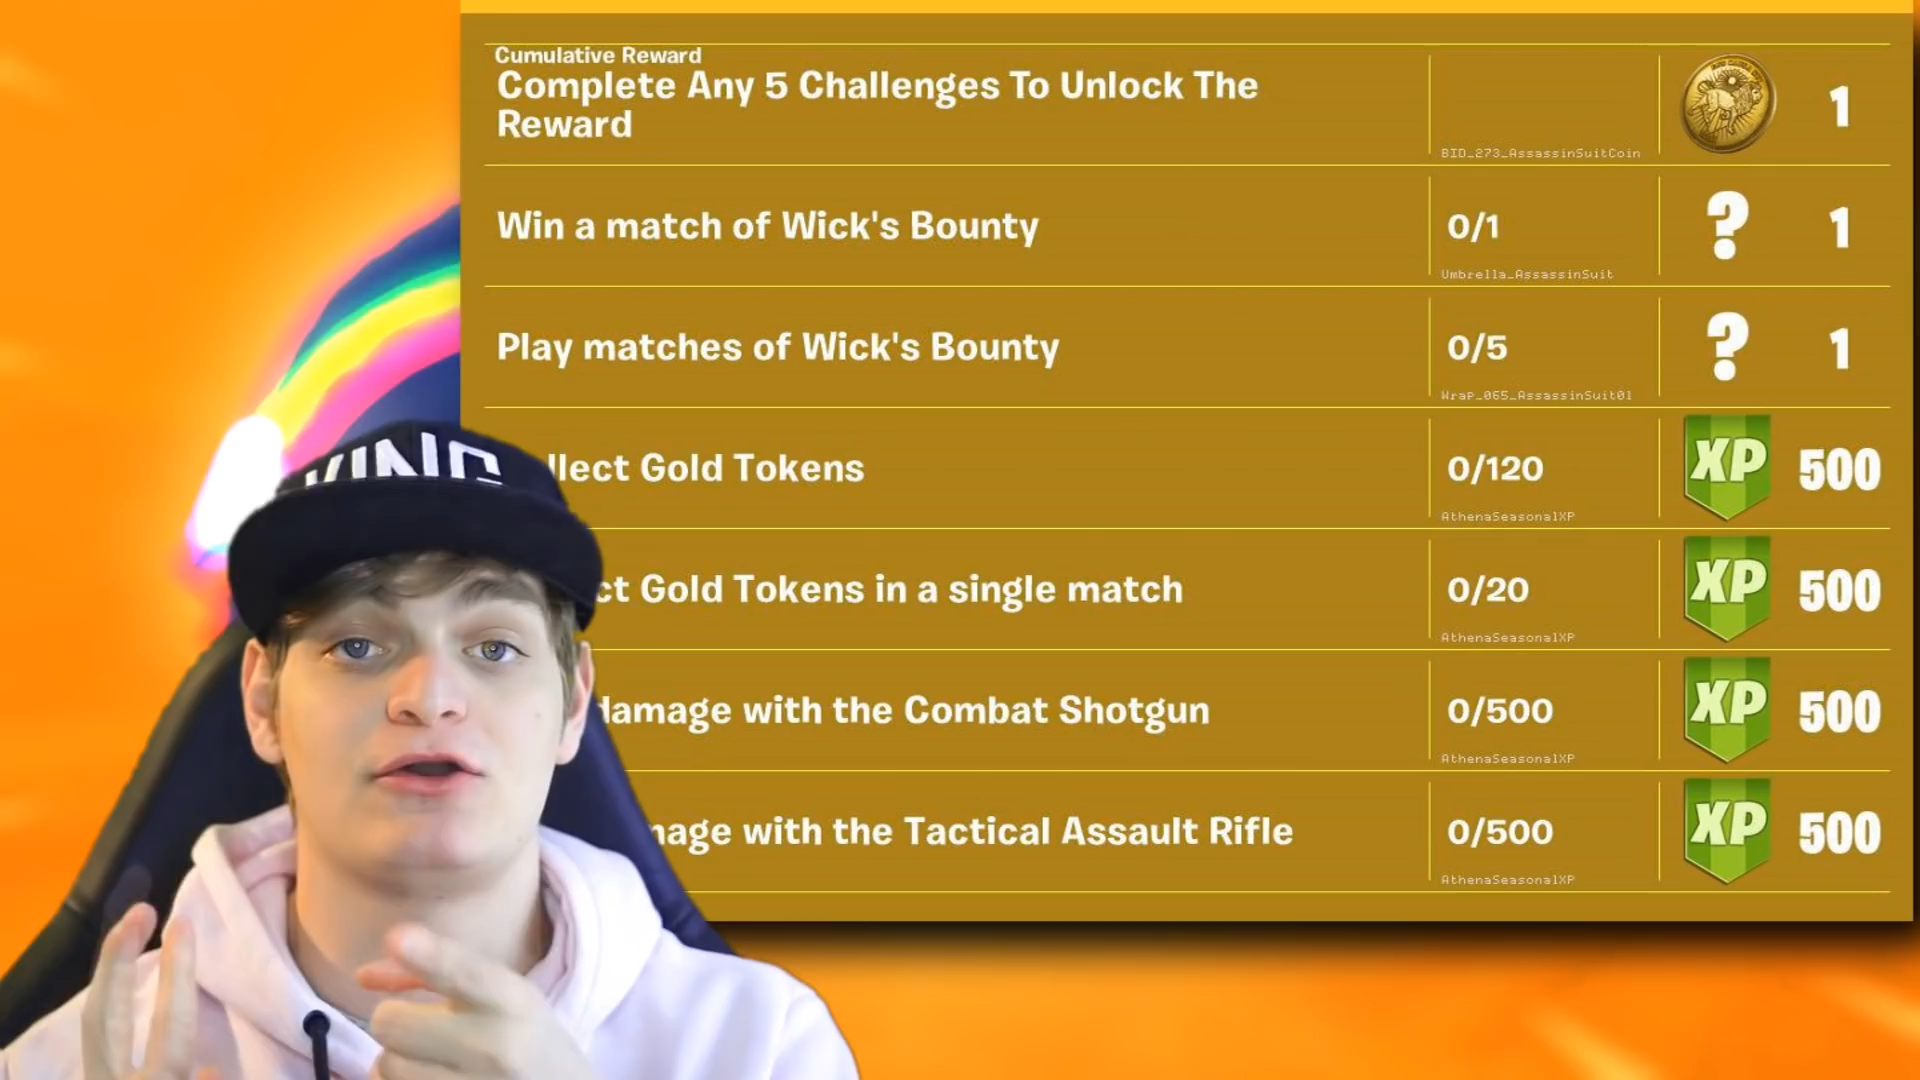 Cumulative Reward
Complete Any 5 Challenges To Unlock The
Reward
1
BID_273_AssassinSuitCoin
Win a match of Wick's Bounty
0/1
? 1
Umbrella_AssassinSuit
Play matches of Wick's Bounty
0/5
? 1
Wrap_065_AssassinSuit01
llect Gold Tokens
0/120
XP 500
AthenaSeasonalXP
ct Gold Tokens in a single match
0/20
XP 500
AthenaSeasonalXP
damage with the Combat Shotgun
0/500
XP 500
AthenaSeasonalXP
mage with the Tactical Assault Rifle
0/500
XP 500
AthenaSeasonalXP
KING